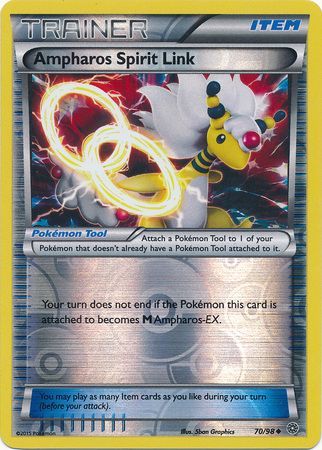 TRAINER
ITEM
Ampharos Spirit Link
Pokémon Tool
Attach a Pokémon Tool to 1 of your
Pokémon that doesn't already have a Pokémon Tool attached to it.
Your turn does not end if the Pokémon this card is
attached to becomes M Ampharos-EX.
You may play as many Item cards as you like during your turn
(before your attack).
©2015 Pokémon
Illus. 5ban Graphics
70/98